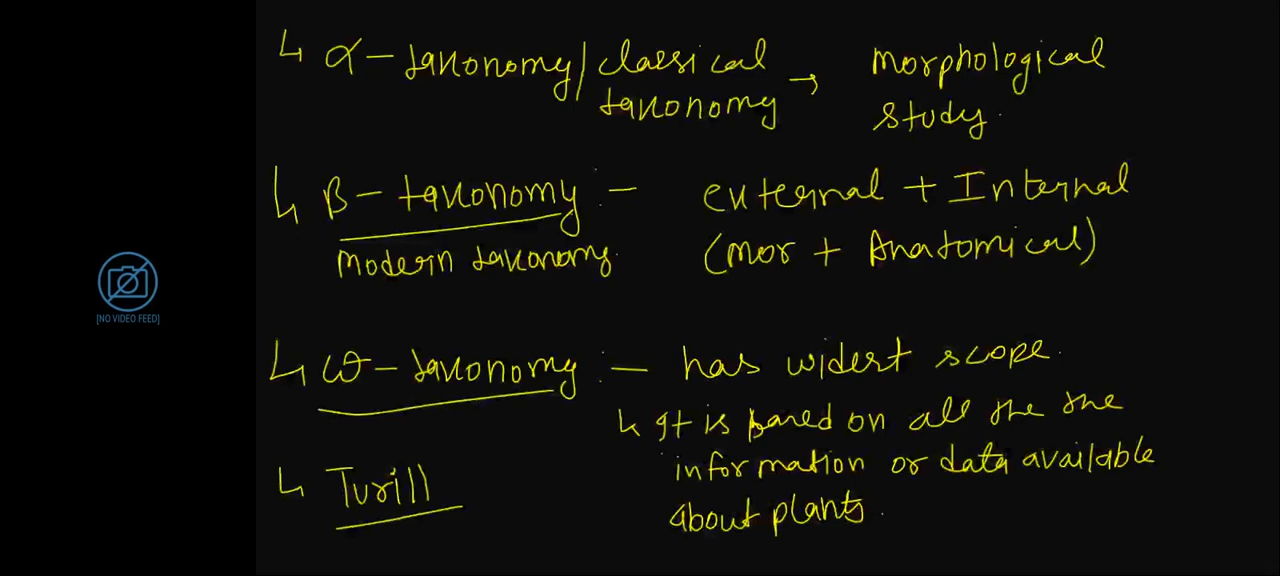 ↳ α- taxonomy/classical taxonomy → morphological study.
↳ β- taxonomy :- external + Internal
modern taxonomy. (mor + Anatomical)
[NO VIDEO FEED]
↳ ω- taxonomy :- has widest scope.
↳ It is based on all the the
information or data available
about plants.
↳ Turill